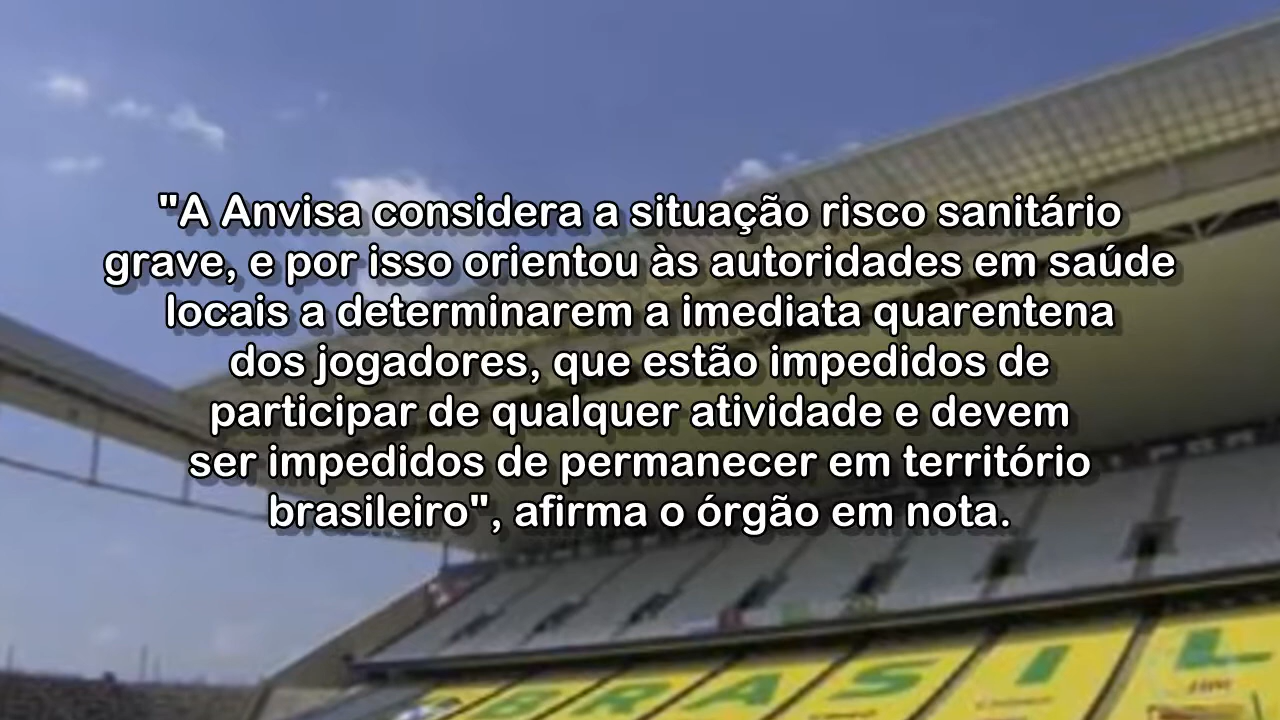 "A Anvisa considera a situação risco sanitário
grave, e por isso orientou às autoridades em saúde
locais a determinarem a imediata quarentena
dos jogadores, que estão impedidos de
participar de qualquer atividade e devem
ser impedidos de permanecer em território
brasileiro", afirma o órgão em nota.
BRASIL